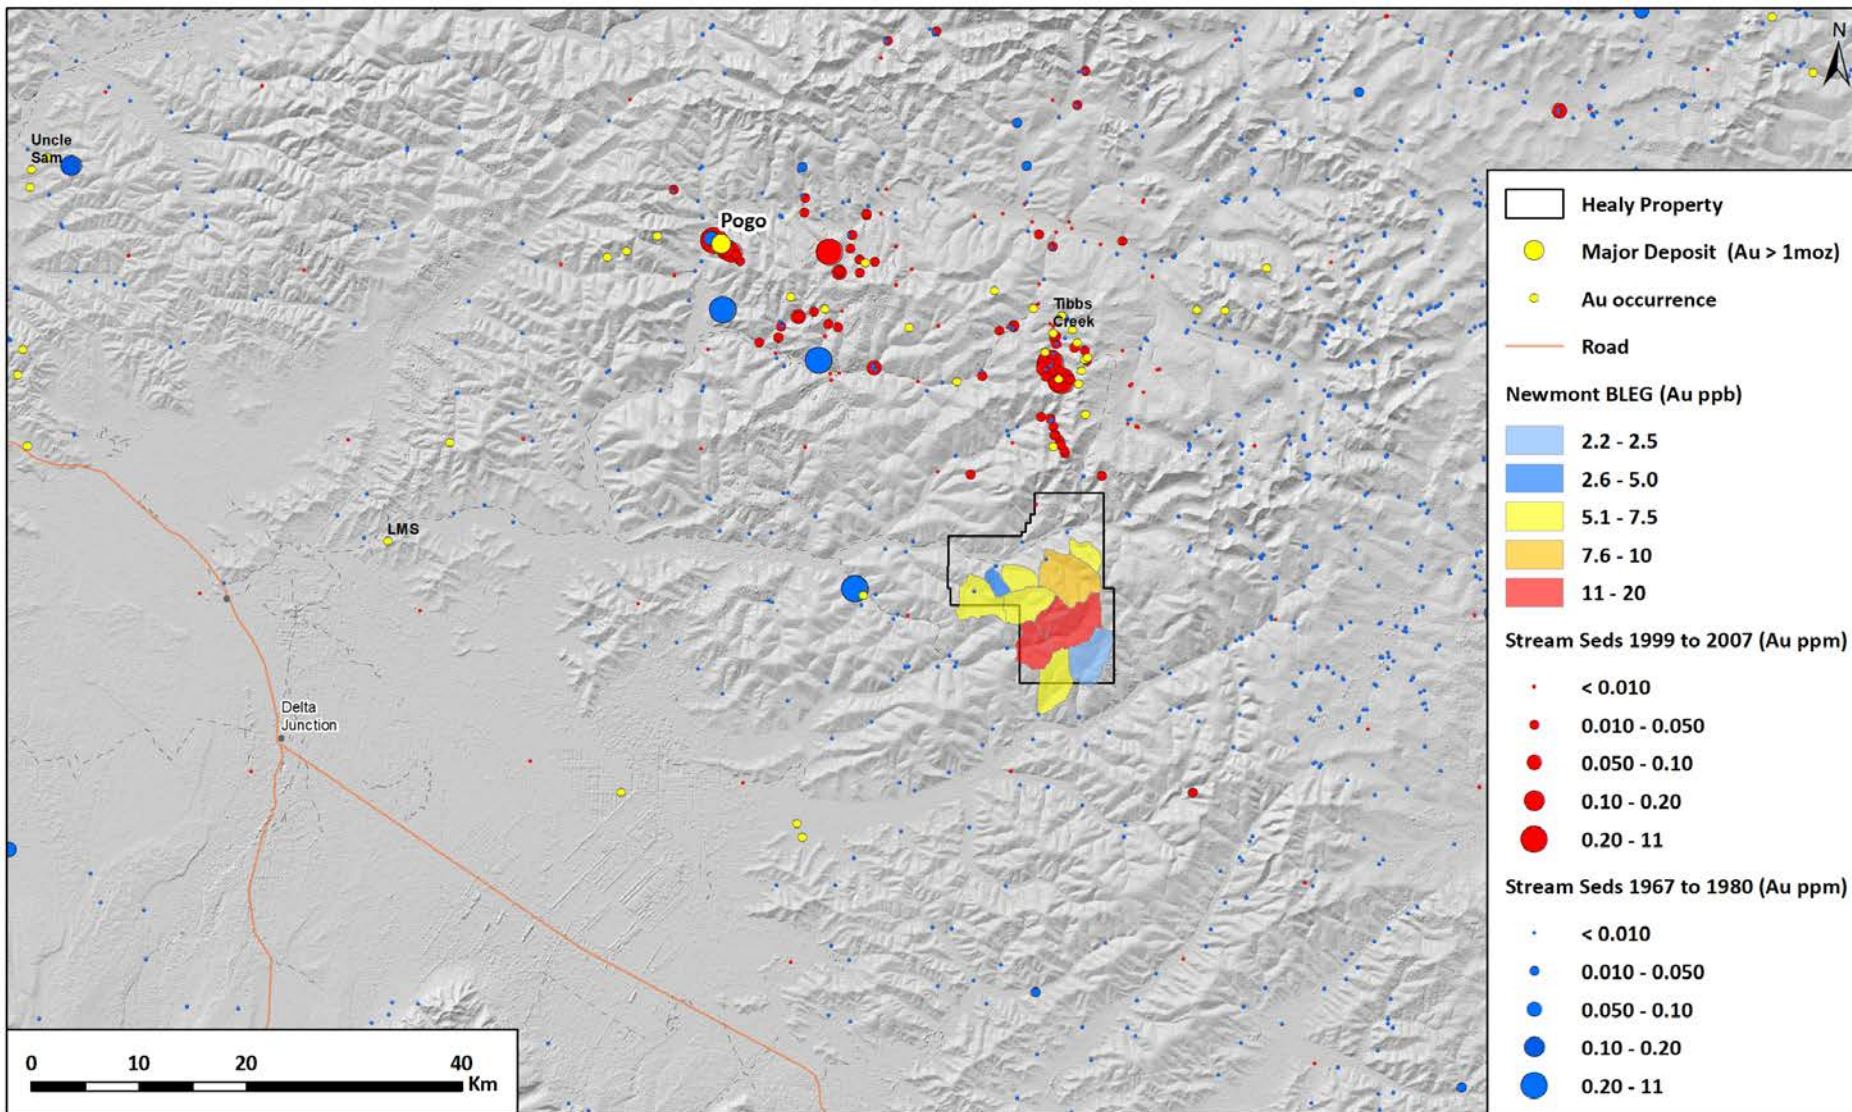 N
Uncle
Sam
Pogo
Tibbs
Creek
LMS
Delta
Junction
Healy Property
Major Deposit (Au > 1moz)
Au occurrence
Road
Newmont BLEG (Au ppb)
2.2 - 2.5
2.6 - 5.0
5.1 - 7.5
7.6 - 10
11 - 20
Stream Seds 1999 to 2007 (Au ppm)
< 0.010
0.010 - 0.050
0.050 - 0.10
0.10 - 0.20
0.20 - 11
Stream Seds 1967 to 1980 (Au ppm)
< 0.010
0.010 - 0.050
0.050 - 0.10
0.10 - 0.20
0.20 - 11
0 10 20 40
Km